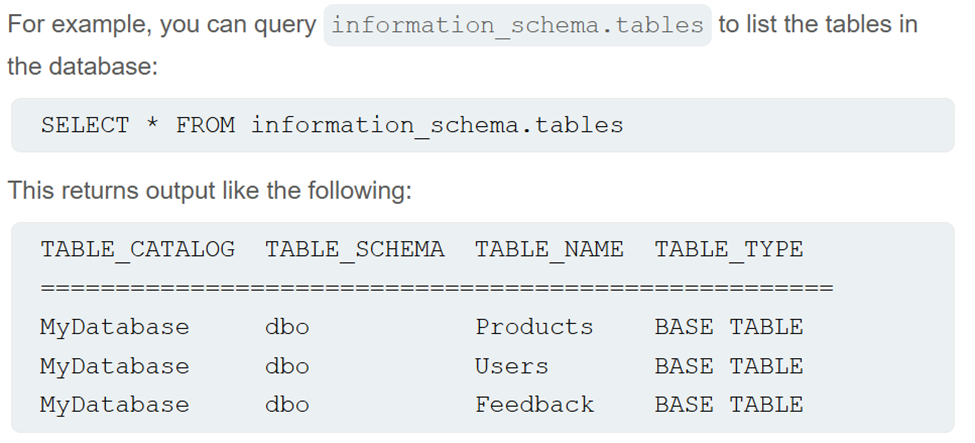 For example, you can query information_schema.tables to list the tables in
the database:
SELECT * FROM information_schema.tables
This returns output like the following:
TABLE_CATALOG  TABLE_SCHEMA  TABLE_NAME  TABLE_TYPE
=====================================================
MyDatabase     dbo           Products    BASE TABLE
MyDatabase     dbo           Users       BASE TABLE
MyDatabase     dbo           Feedback    BASE TABLE